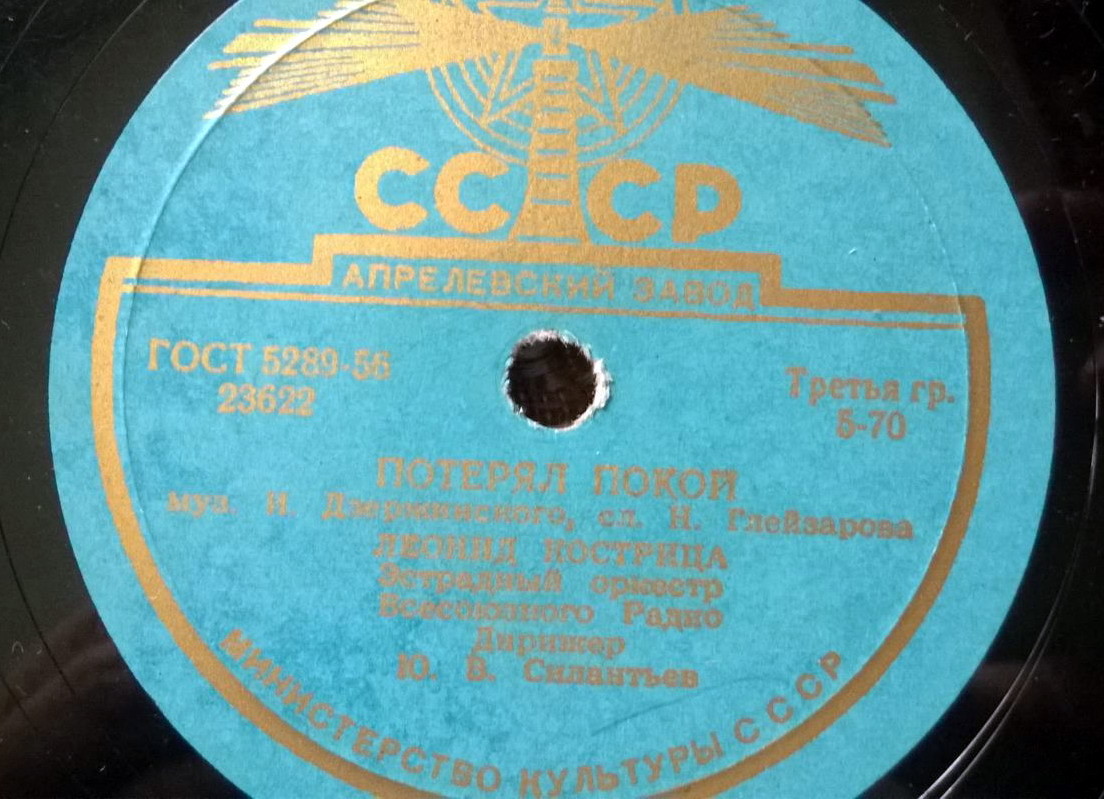 СССР
АПРЕЛЕВСКИЙ ЗАВОД
ГОСТ 5289-56
23622
Третья гр.
Б-70
ПОТЕРЯЛ ПОКОЙ
муз. И. Дзержинского, сл. Н. Глейзарова
ЛЕОНИД КОСТРИЦА
Эстрадный оркестр
Всесоюзного Радио
Дирижер
Ю. В. Силантьев
МИНИСТЕРСТВО КУЛЬТУРЫ СССР